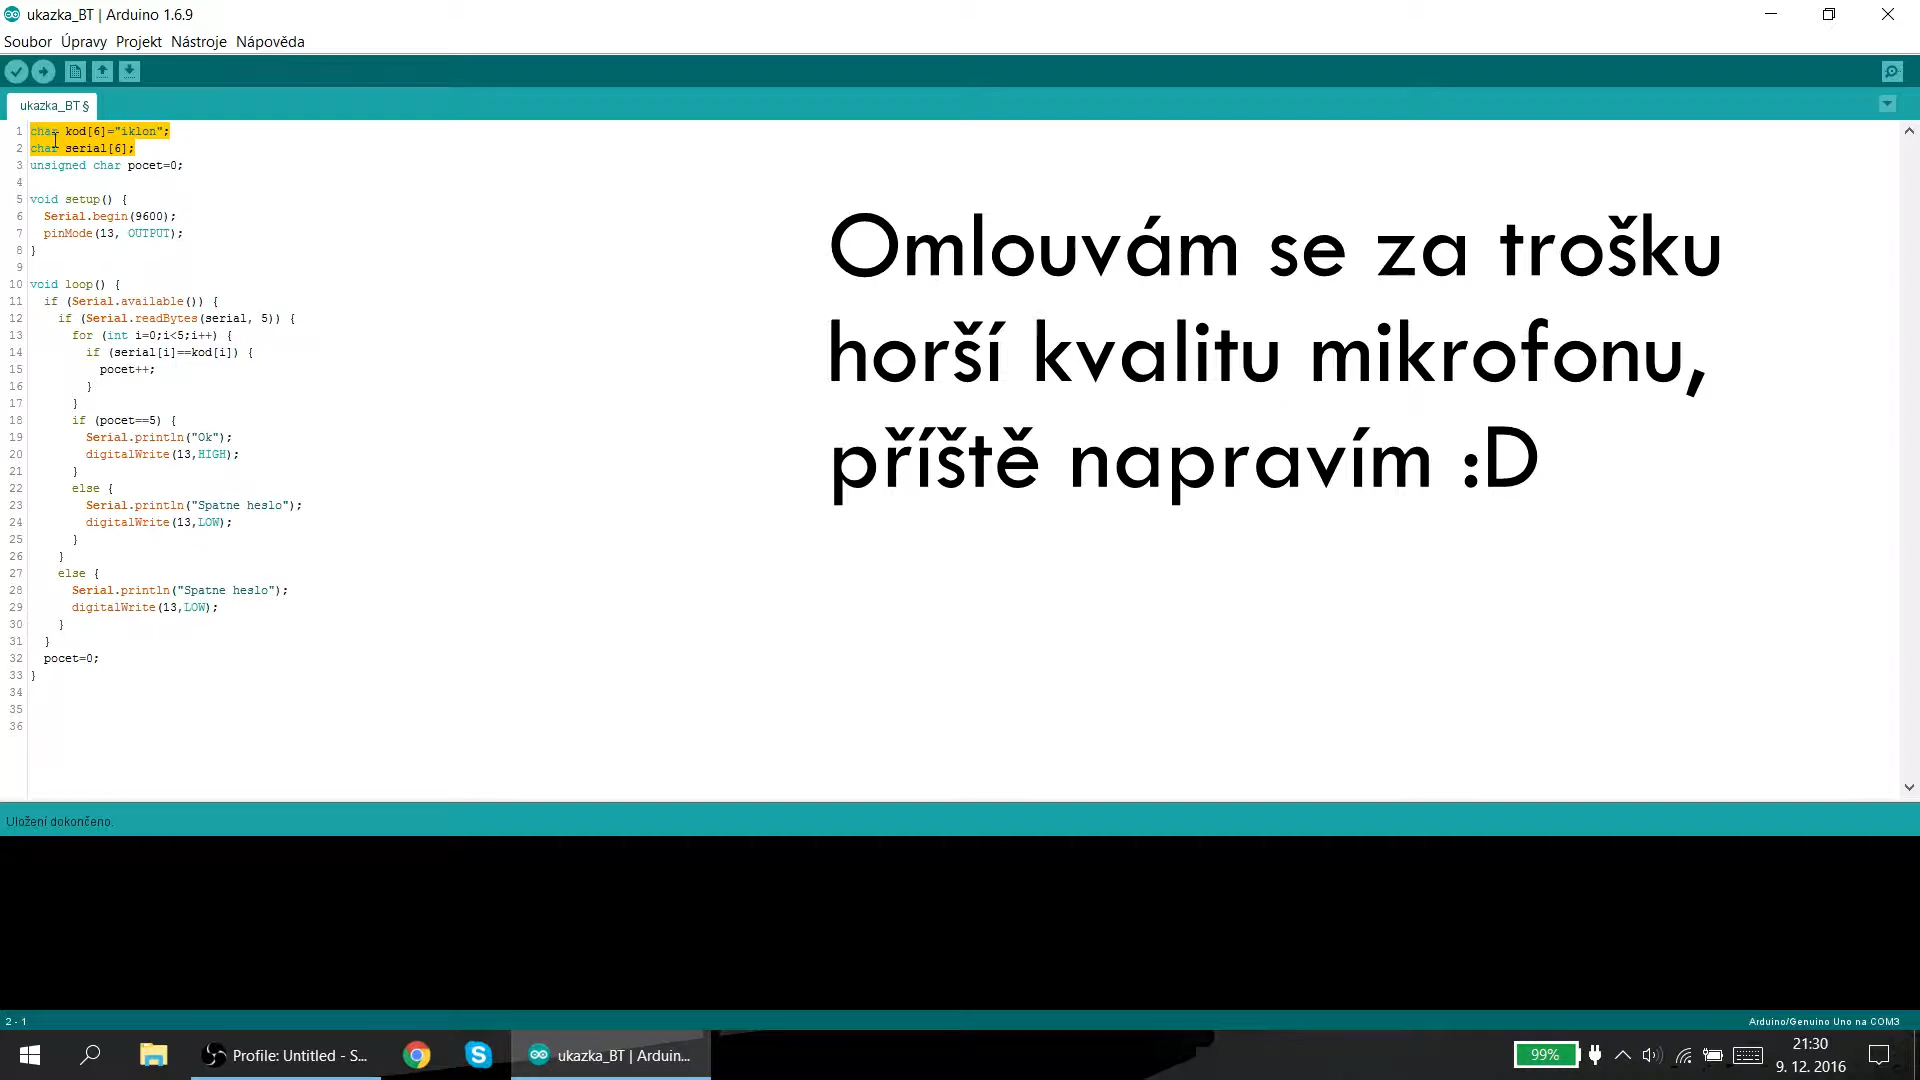 ukazka_BT | Arduino 1.6.9
Soubor Úpravy Projekt Nástroje Nápověda
ukazka_BT §
1 char kod[6]="iklon";
2 char serial[6];
3 unsigned char pocet=0;
4
5 void setup() {
6 Serial.begin(9600);
7 pinMode(13, OUTPUT);
8 }
9
10 void loop() {
11 if (Serial.available()) {
12 if (Serial.readBytes(serial, 5)) {
13 for (int i=0;i<5;i++) {
14 if (serial[i]==kod[i]) {
15 pocet++;
16 }
17 }
18 if (pocet==5) {
19 Serial.println("Ok");
20 digitalWrite(13,HIGH);
21 }
22 else {
23 Serial.println("Spatne heslo");
24 digitalWrite(13,LOW);
25 }
26 }
27 else {
28 Serial.println("Spatne heslo");
29 digitalWrite(13,LOW);
30 }
31 }
32 pocet=0;
33 }
34
35
36
Omlouvám se za trošku
horší kvalitu mikrofonu,
příště napravím :D
Uložení dokončeno.
2 - 1
Arduino/Genuino Uno na COM3
Profile: Untitled - S...
ukazka_BT | Arduin...
99%
21:30
9. 12. 2016